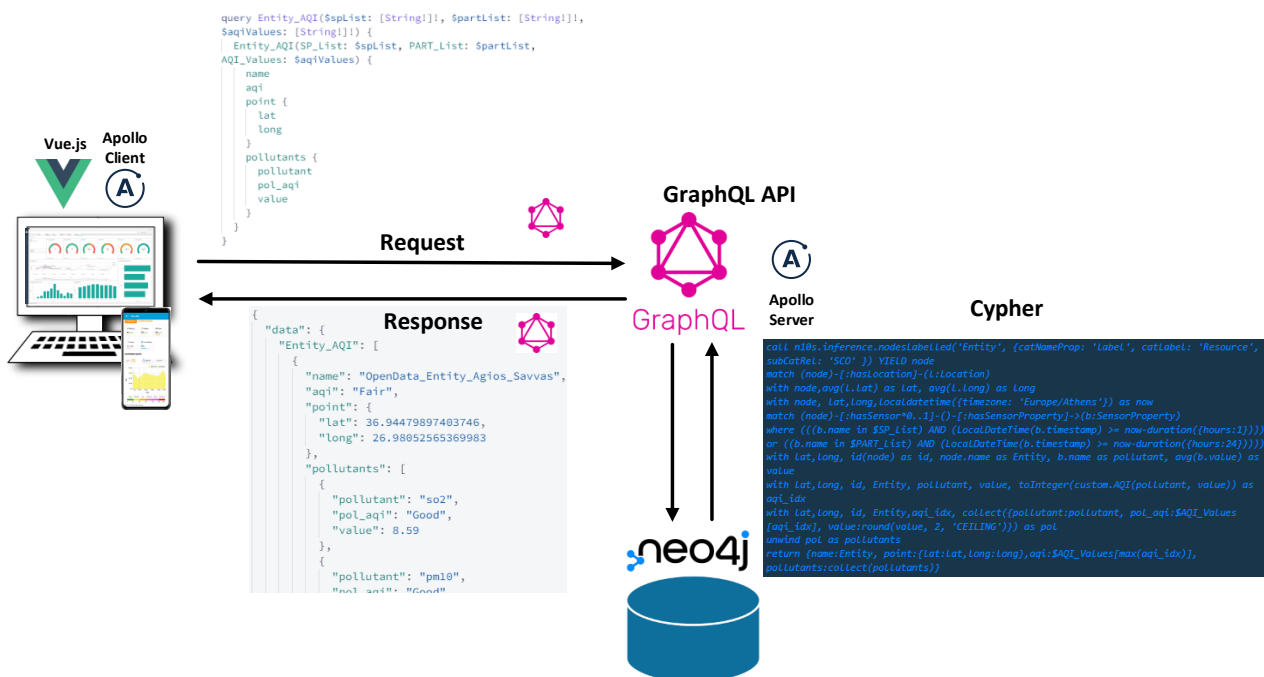 query Entity_AQI($spList: [String!]!, $partList: [String!]!,
$aqiValues: [String!]!) {
Entity_AQI(SP_List: $spList, PART_List: $partList,
AQI_Values: $aqiValues) {
name
aqi
point {
lat
long
}
pollutants {
pollutant
pol_aqi
value
}
}
}
Vue.js
Apollo
Client
Request
GraphQL API
GraphQL
Apollo
Server
Response
{
"data": {
"Entity_AQI": [
{
"name": "OpenData_Entity_Agios_Savvas",
"aqi": "Fair",
"point": {
"lat": 36.94479897403746,
"long": 26.98052565369983
},
"pollutants": [
{
"pollutant": "so2",
"pol_aqi": "Good",
"value": 8.59
},
{
"pollutant": "pm10",
"pol_aqi": "Good"
neo4j
Cypher
call n10s.inference.nodesLabelled('Entity', {catNameProp: 'label', catLabel: 'Resource',
subCatRel: 'SCO' }) YIELD node
match (node)-[:hasLocation]-(l:Location)
with node,avg(l.lat) as lat, avg(l.long) as long
with node, lat,long,localdatetime({timezone: 'Europe/Athens'}) as now
match (node)-[:hasSensor*0..1]-()-[:hasSensorProperty]->(b:SensorProperty)
where (((b.name in $SP_List) AND (LocalDateTime(b.timestamp) >= now-duration({hours:1})))
or ((b.name in $PART_List) AND (LocalDateTime(b.timestamp) >= now-duration({hours:24}))))
with lat,long, id(node) as id, node.name as Entity, b.name as pollutant, avg(b.value) as
value
with lat,long, id, Entity, pollutant, value, toInteger(custom.AQI(pollutant, value)) as
aqi_idx
with lat,long, id, Entity,aqi_idx, collect({pollutant:pollutant, pol_aqi:$AQI_Values
[aqi_idx], value:round(value, 2, 'CEILING')}) as pol
unwind pol as pollutants
return {name:Entity, point:{lat:lat,long:long},aqi:$AQI_Values[max(aqi_idx)],
pollutants:collect(pollutants)}